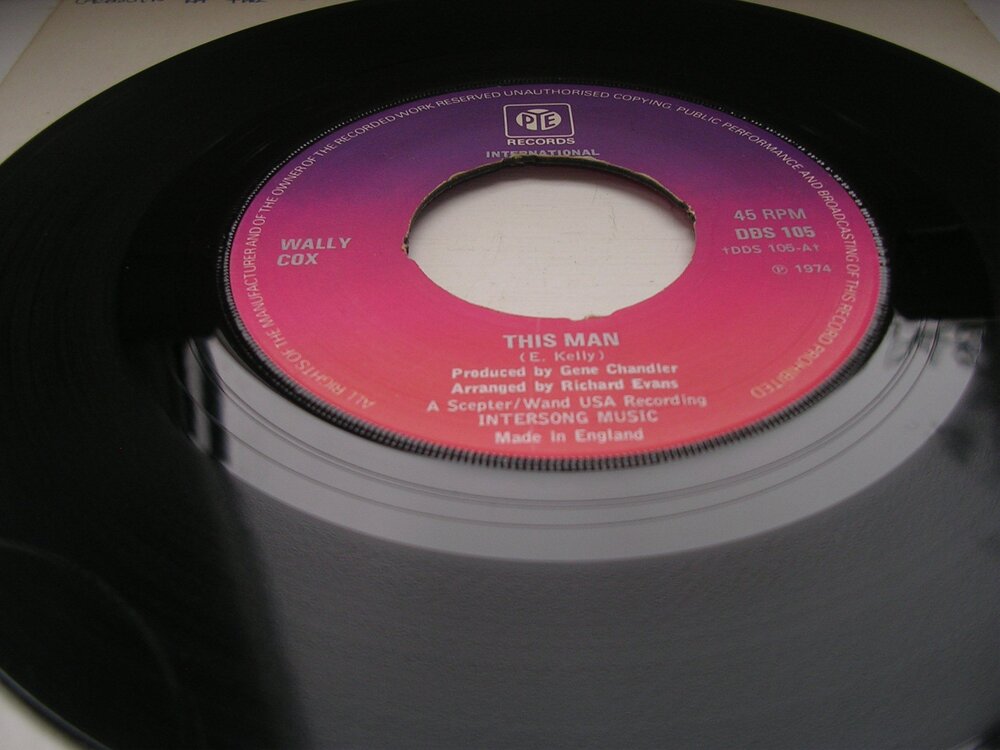 ALL RIGHTS OF THE MANUFACTURER AND OF THE OWNER OF THE RECORDED WORK RESERVED UNAUTHORISED COPYING, PUBLIC PERFORMANCE AND BROADCASTING OF THIS RECORD PROHIBITED
PYE
RECORDS
INTERNATIONAL
WALLY
COX
45 RPM
DDS 105
†DDS 105-A†
℗ 1974
THIS MAN
(E. Kelly)
Produced by Gene Chandler
Arranged by Richard Evans
A Scepter/Wand USA Recording
INTERSONG MUSIC
Made in England